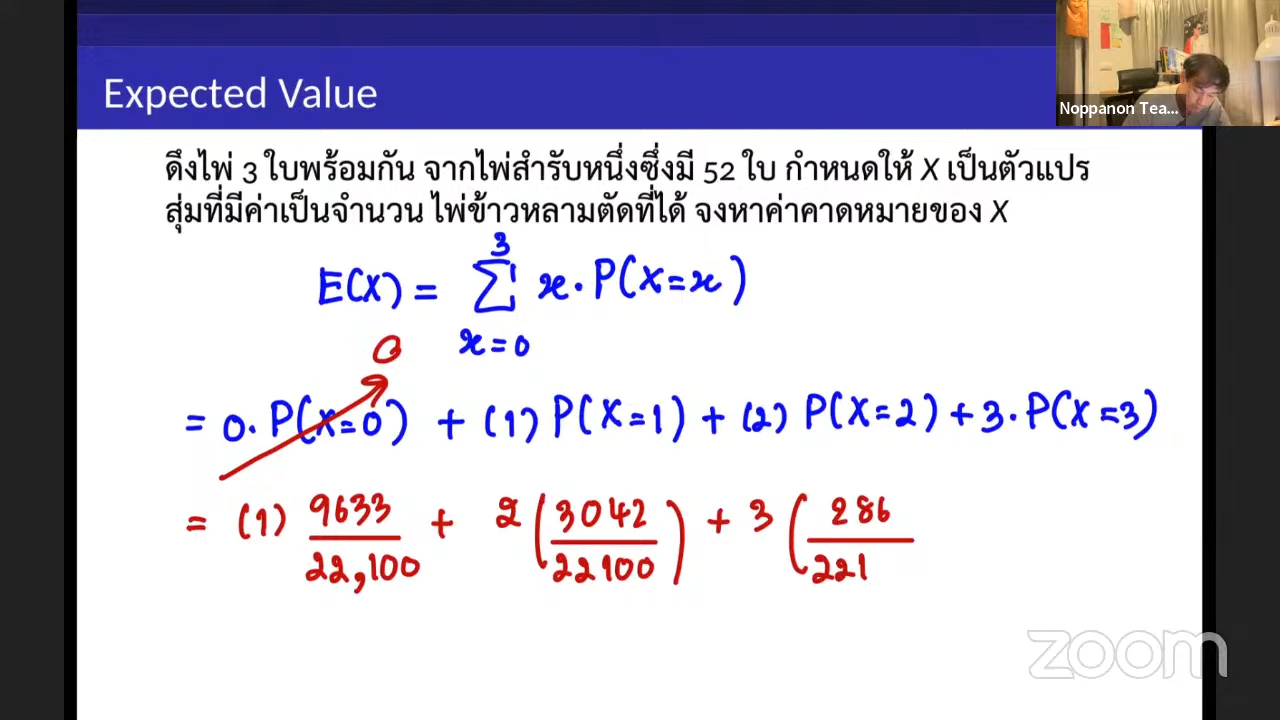 Expected Value
Noppanon Tea...
ดึงไพ่ 3 ใบพร้อมกัน จากไพ่สำรับหนึ่งซึ่งมี 52 ใบ กำหนดให้ X เป็นตัวแปร
สุ่มที่มีค่าเป็นจำนวน ไพ่ข้าวหลามตัดที่ได้ จงหาค่าคาดหมายของ X
E(X) = 3 ∑ x=0 x · P(X=x)
0
= 0· P(X=0) + (1) P(X=1) + (2) P(X=2) + 3· P(X=3)
= (1) 9633/22,100 + 2 (3042/22100) + 3 (286/221
zoom